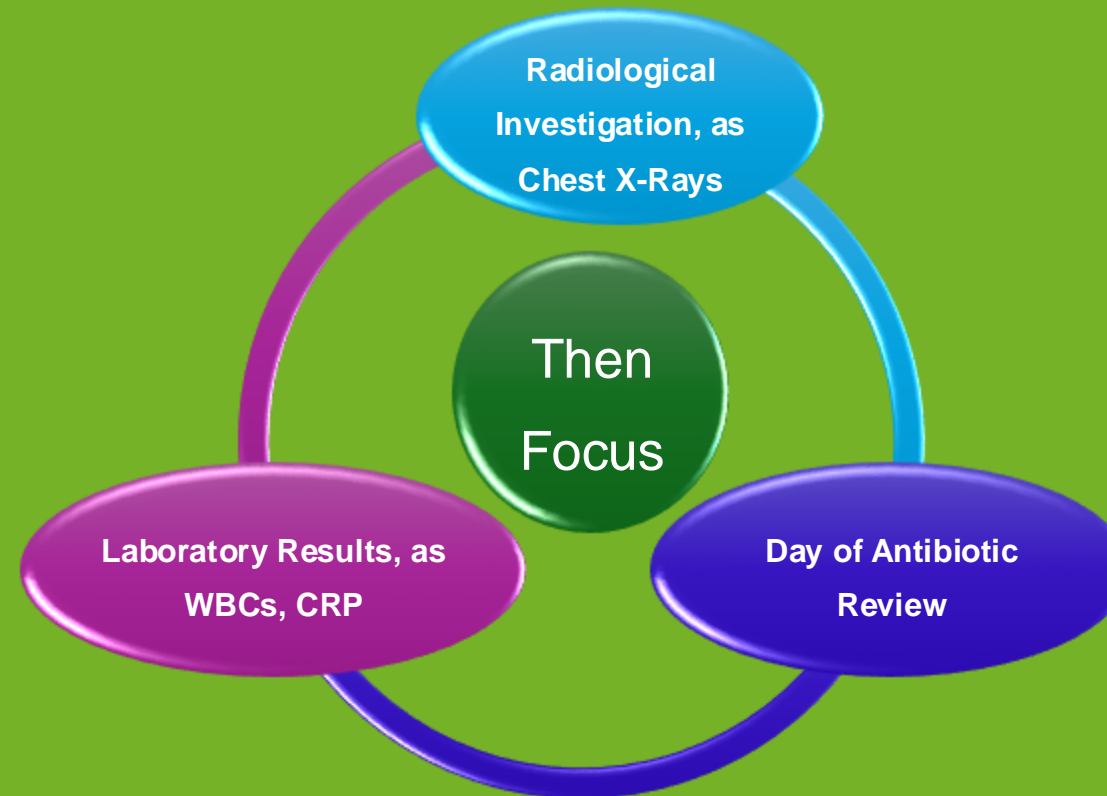 Radiological
Investigation, as
Chest X-Rays
Then
Focus
Laboratory Results, as
WBCs, CRP
Day of Antibiotic
Review